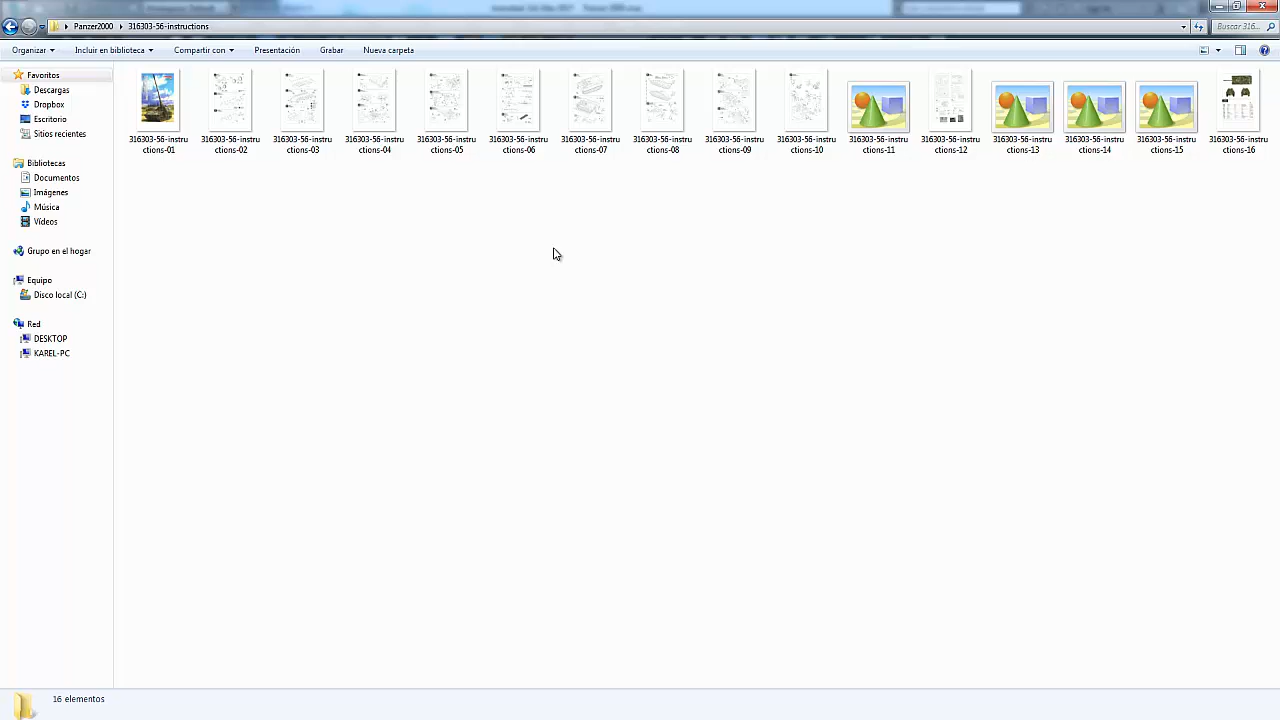 Panzer2000 316303-56-instructions Buscar 316...
Organizar Incluir en biblioteca Compartir con Presentación Grabar Nueva carpeta
Favoritos
Descargas
Dropbox
Escritorio
Sitios recientes
Bibliotecas
Documentos
Imágenes
Música
Vídeos
Grupo en el hogar
Equipo
Disco local (C:)
Red
DESKTOP
KAREL-PC
316303-56-instru
ctions-01
316303-56-instru
ctions-02
316303-56-instru
ctions-03
316303-56-instru
ctions-04
316303-56-instru
ctions-05
316303-56-instru
ctions-06
316303-56-instru
ctions-07
316303-56-instru
ctions-08
316303-56-instru
ctions-09
316303-56-instru
ctions-10
316303-56-instru
ctions-11
316303-56-instru
ctions-12
316303-56-instru
ctions-13
316303-56-instru
ctions-14
316303-56-instru
ctions-15
316303-56-instru
ctions-16
16 elementos